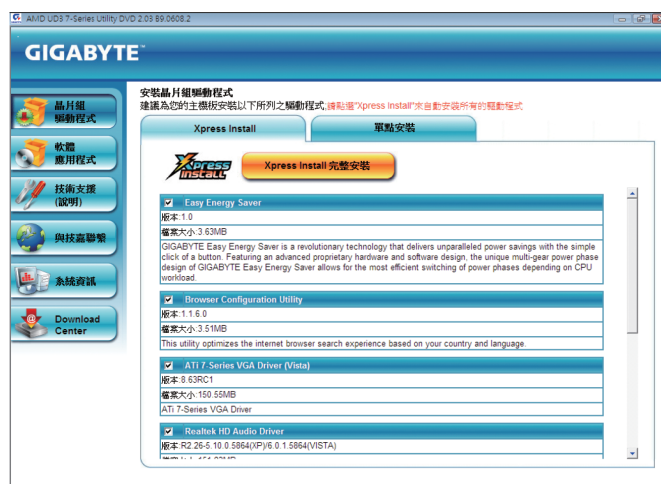 AMD UD3 7-Series Utility DVD 2.03 B9.0608.2
GIGABYTE™
晶片組
驅動程式
軟體
應用程式
技術支援
(說明)
與技嘉聯繫
系統資訊
Download
Center
安裝晶片組驅動程式
建議為您的主機板安裝以下所列之驅動程式;請點選"Xpress Install"來自動安裝所有的驅動程式
Xpress Install
單點安裝
Xpress
INSTALL
Xpress Install 完整安裝
Easy Energy Saver
版本:1.0
檔案大小:3.63MB
GIGABYTE Easy Energy Saver is a revolutionary technology that delivers unparalleled power savings with the simple
click of a button. Featuring an advanced proprietary hardware and software design, the unique multi-gear power phase
design of GIGABYTE Easy Energy Saver allows for the most efficient switching of power phases depending on CPU
workload.
Browser Configuration Utility
版本:1.1.6.0
檔案大小:3.51MB
This utility optimizes the internet browser search experience based on your country and language.
ATi 7-Series VGA Driver (Vista)
版本:8.63RC1
檔案大小:150.55MB
ATi 7-Series VGA Driver
Realtek HD Audio Driver
版本:R2.26-5.10.0.5864(XP)/6.0.1.5864(VISTA)